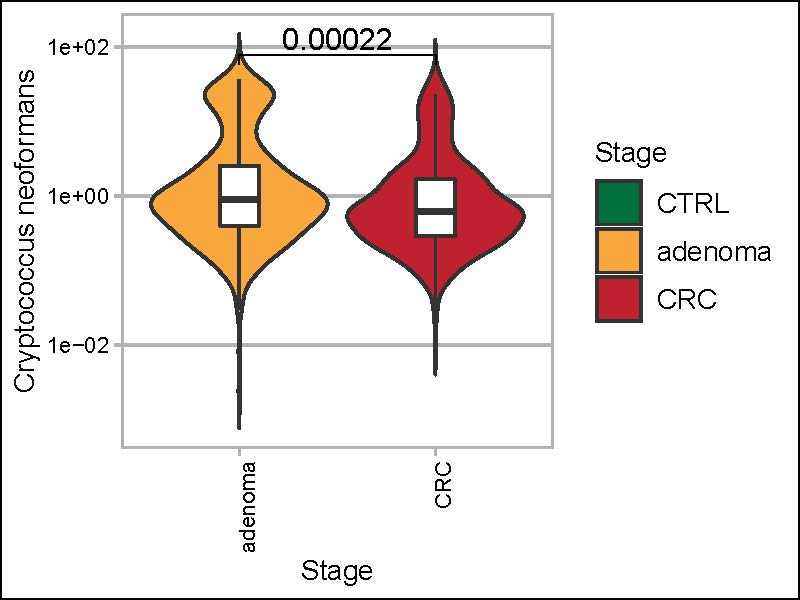 0.00022
1e+02
1e+00
1e−02
Cryptococcus neoformans
adenoma
CRC
Stage
Stage
CTRL
adenoma
CRC